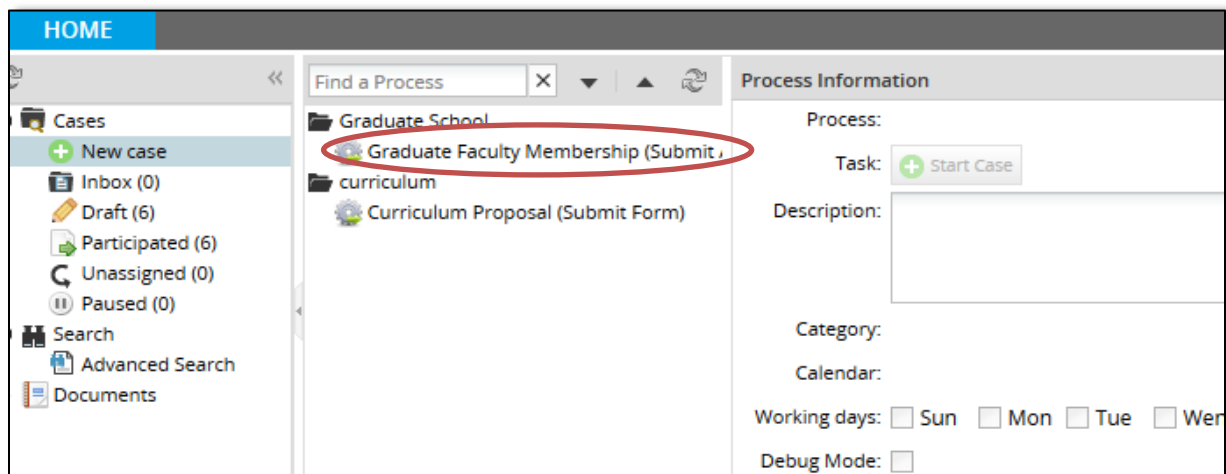 HOME
Cases
New case
Inbox (0)
Draft (6)
Participated (6)
Unassigned (0)
Paused (0)
Search
Advanced Search
Documents
Find a Process
Graduate School
Graduate Faculty Membership (Submit
curriculum
Curriculum Proposal (Submit Form)
Process Information
Process:
Task: Start Case
Description:
Category:
Calendar:
Working days: Sun Mon Tue Wen
Debug Mode: